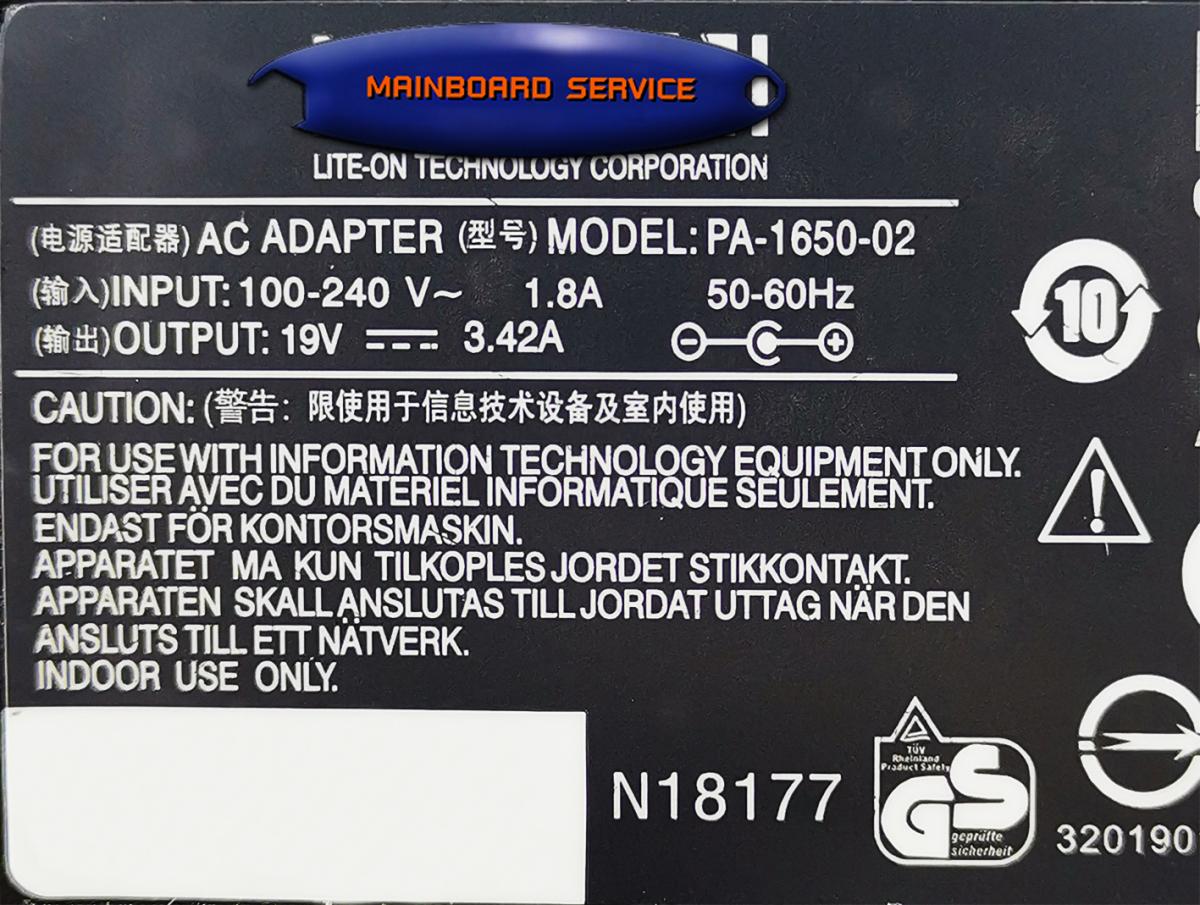 MAINBOARD SERVICE
LITE-ON TECHNOLOGY CORPORATION
(电源适配器) AC ADAPTER (型号) MODEL: PA-1650-02
(输入)INPUT: 100-240 V~ 1.8A 50-60Hz
(输出)OUTPUT: 19V 3.42A
10
CAUTION: (警告: 限使用于信息技术设备及室内使用)
FOR USE WITH INFORMATION TECHNOLOGY EQUIPMENT ONLY.
UTILISER AVEC DU MATERIEL INFORMATIQUE SEULEMENT.
ENDAST FÖR KONTORSMASKIN.
APPARATET MA KUN TILKOPLES JORDET STIKKONTAKT.
APPARATEN SKALL ANSLUTAS TILL JORDAT UTTAG NÄR DEN
ANSLUTS TILL ETT NÄTVERK.
INDOOR USE ONLY.
N18177
TÜV
Rheinland
Product Safety
GS
geprüfte
sicherheit
320190